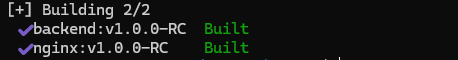 [+] Building 2/2
✔backend:v1.0.0-RC Built
✔nginx:v1.0.0-RC Built